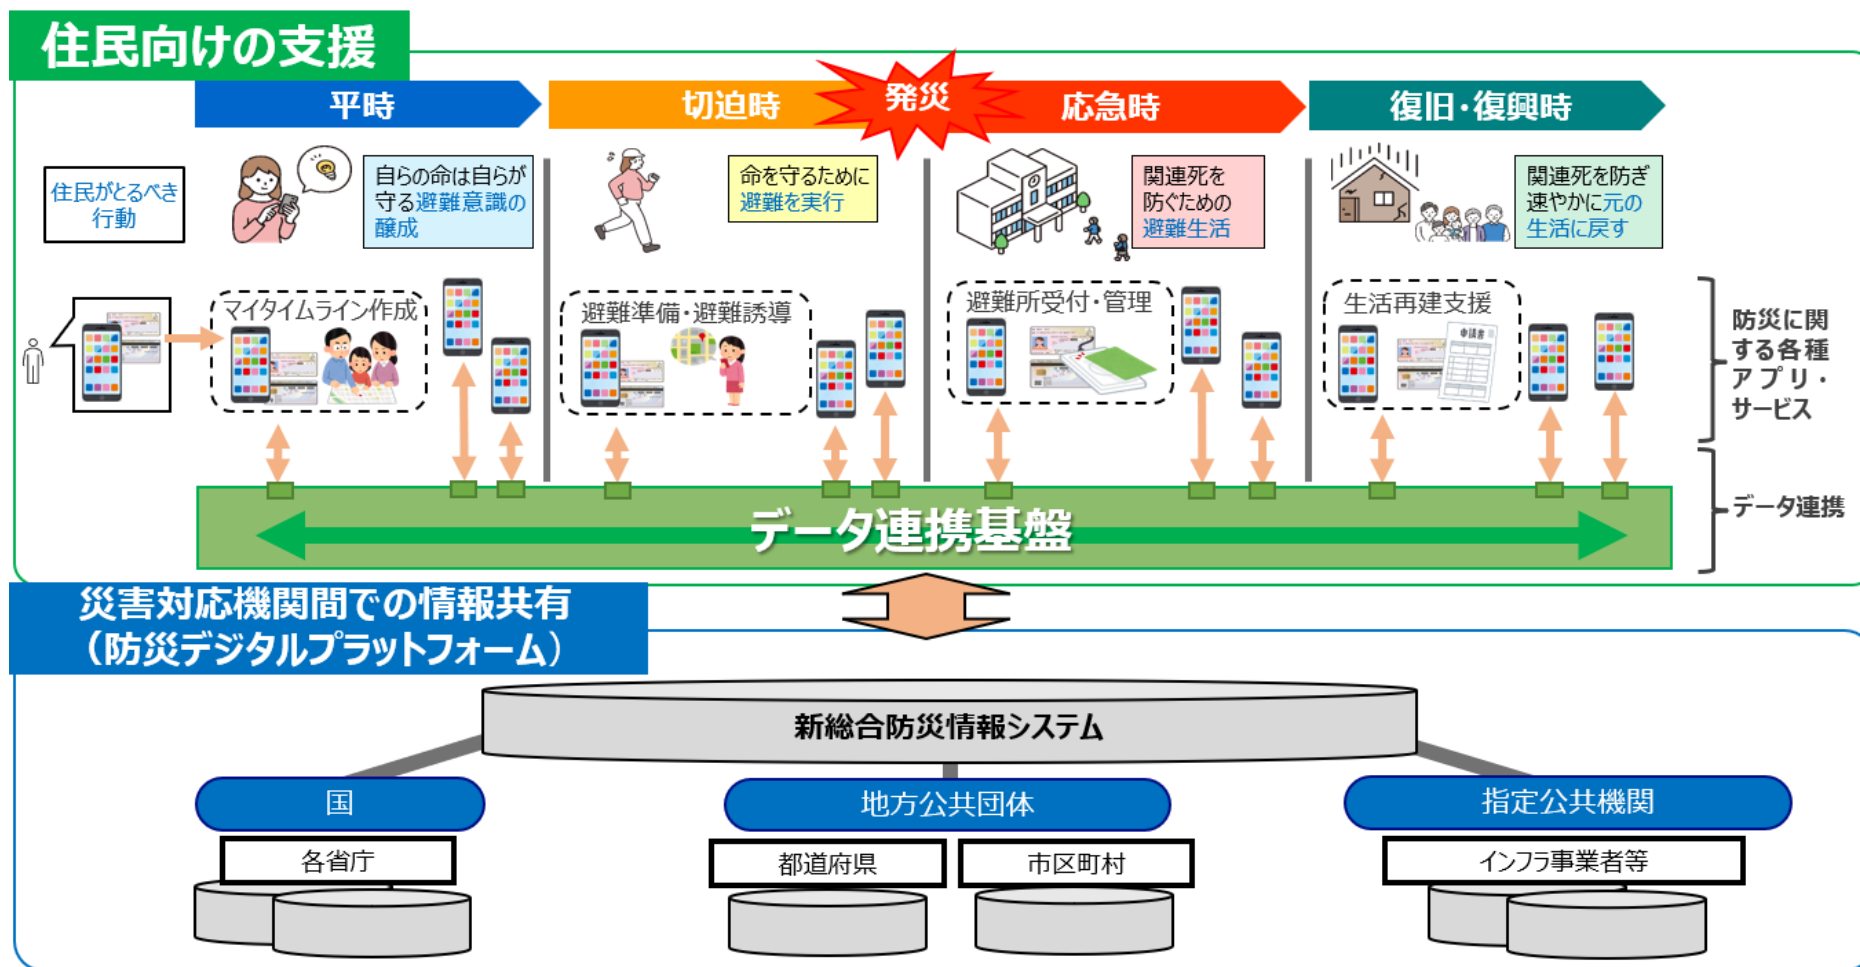 住民向けの支援
平時
切迫時
発災
応急時
復旧・復興時
住民がとるべき
行動
自らの命は自らが
守る避難意識の
醸成
命を守るために
避難を実行
関連死を
防ぐための
避難生活
関連死を防ぎ
速やかに元の
生活に戻す
マイタイムライン作成
避難準備・避難誘導
避難所受付・管理
生活再建支援
申請書
防災に関
する各種
アプリ・
サービス
データ連携基盤
データ連携
災害対応機関間での情報共有
（防災デジタルプラットフォーム）
新総合防災情報システム
国
地方公共団体
指定公共機関
各省庁
都道府県
市区町村
インフラ事業者等